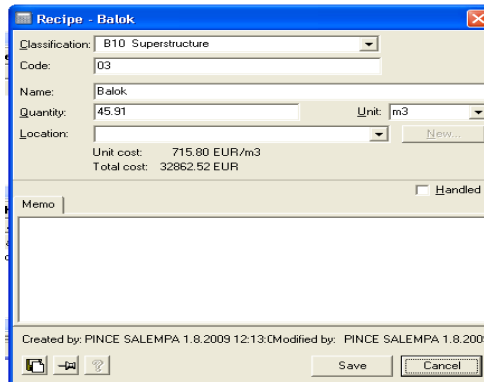 Recipe - Balok
Classification: B10 Superstructure
Code: 03
Name: Balok
Quantity: 45.91 Unit: m3
Location: New...
Unit cost: 715.80 EUR/m3
Total cost: 32862.52 EUR
Handled
Memo
Created by: PINCE SALEMPA 1.8.2009 12:13:0 Modified by: PINCE SALEMPA 1.8.200
Save Cancel